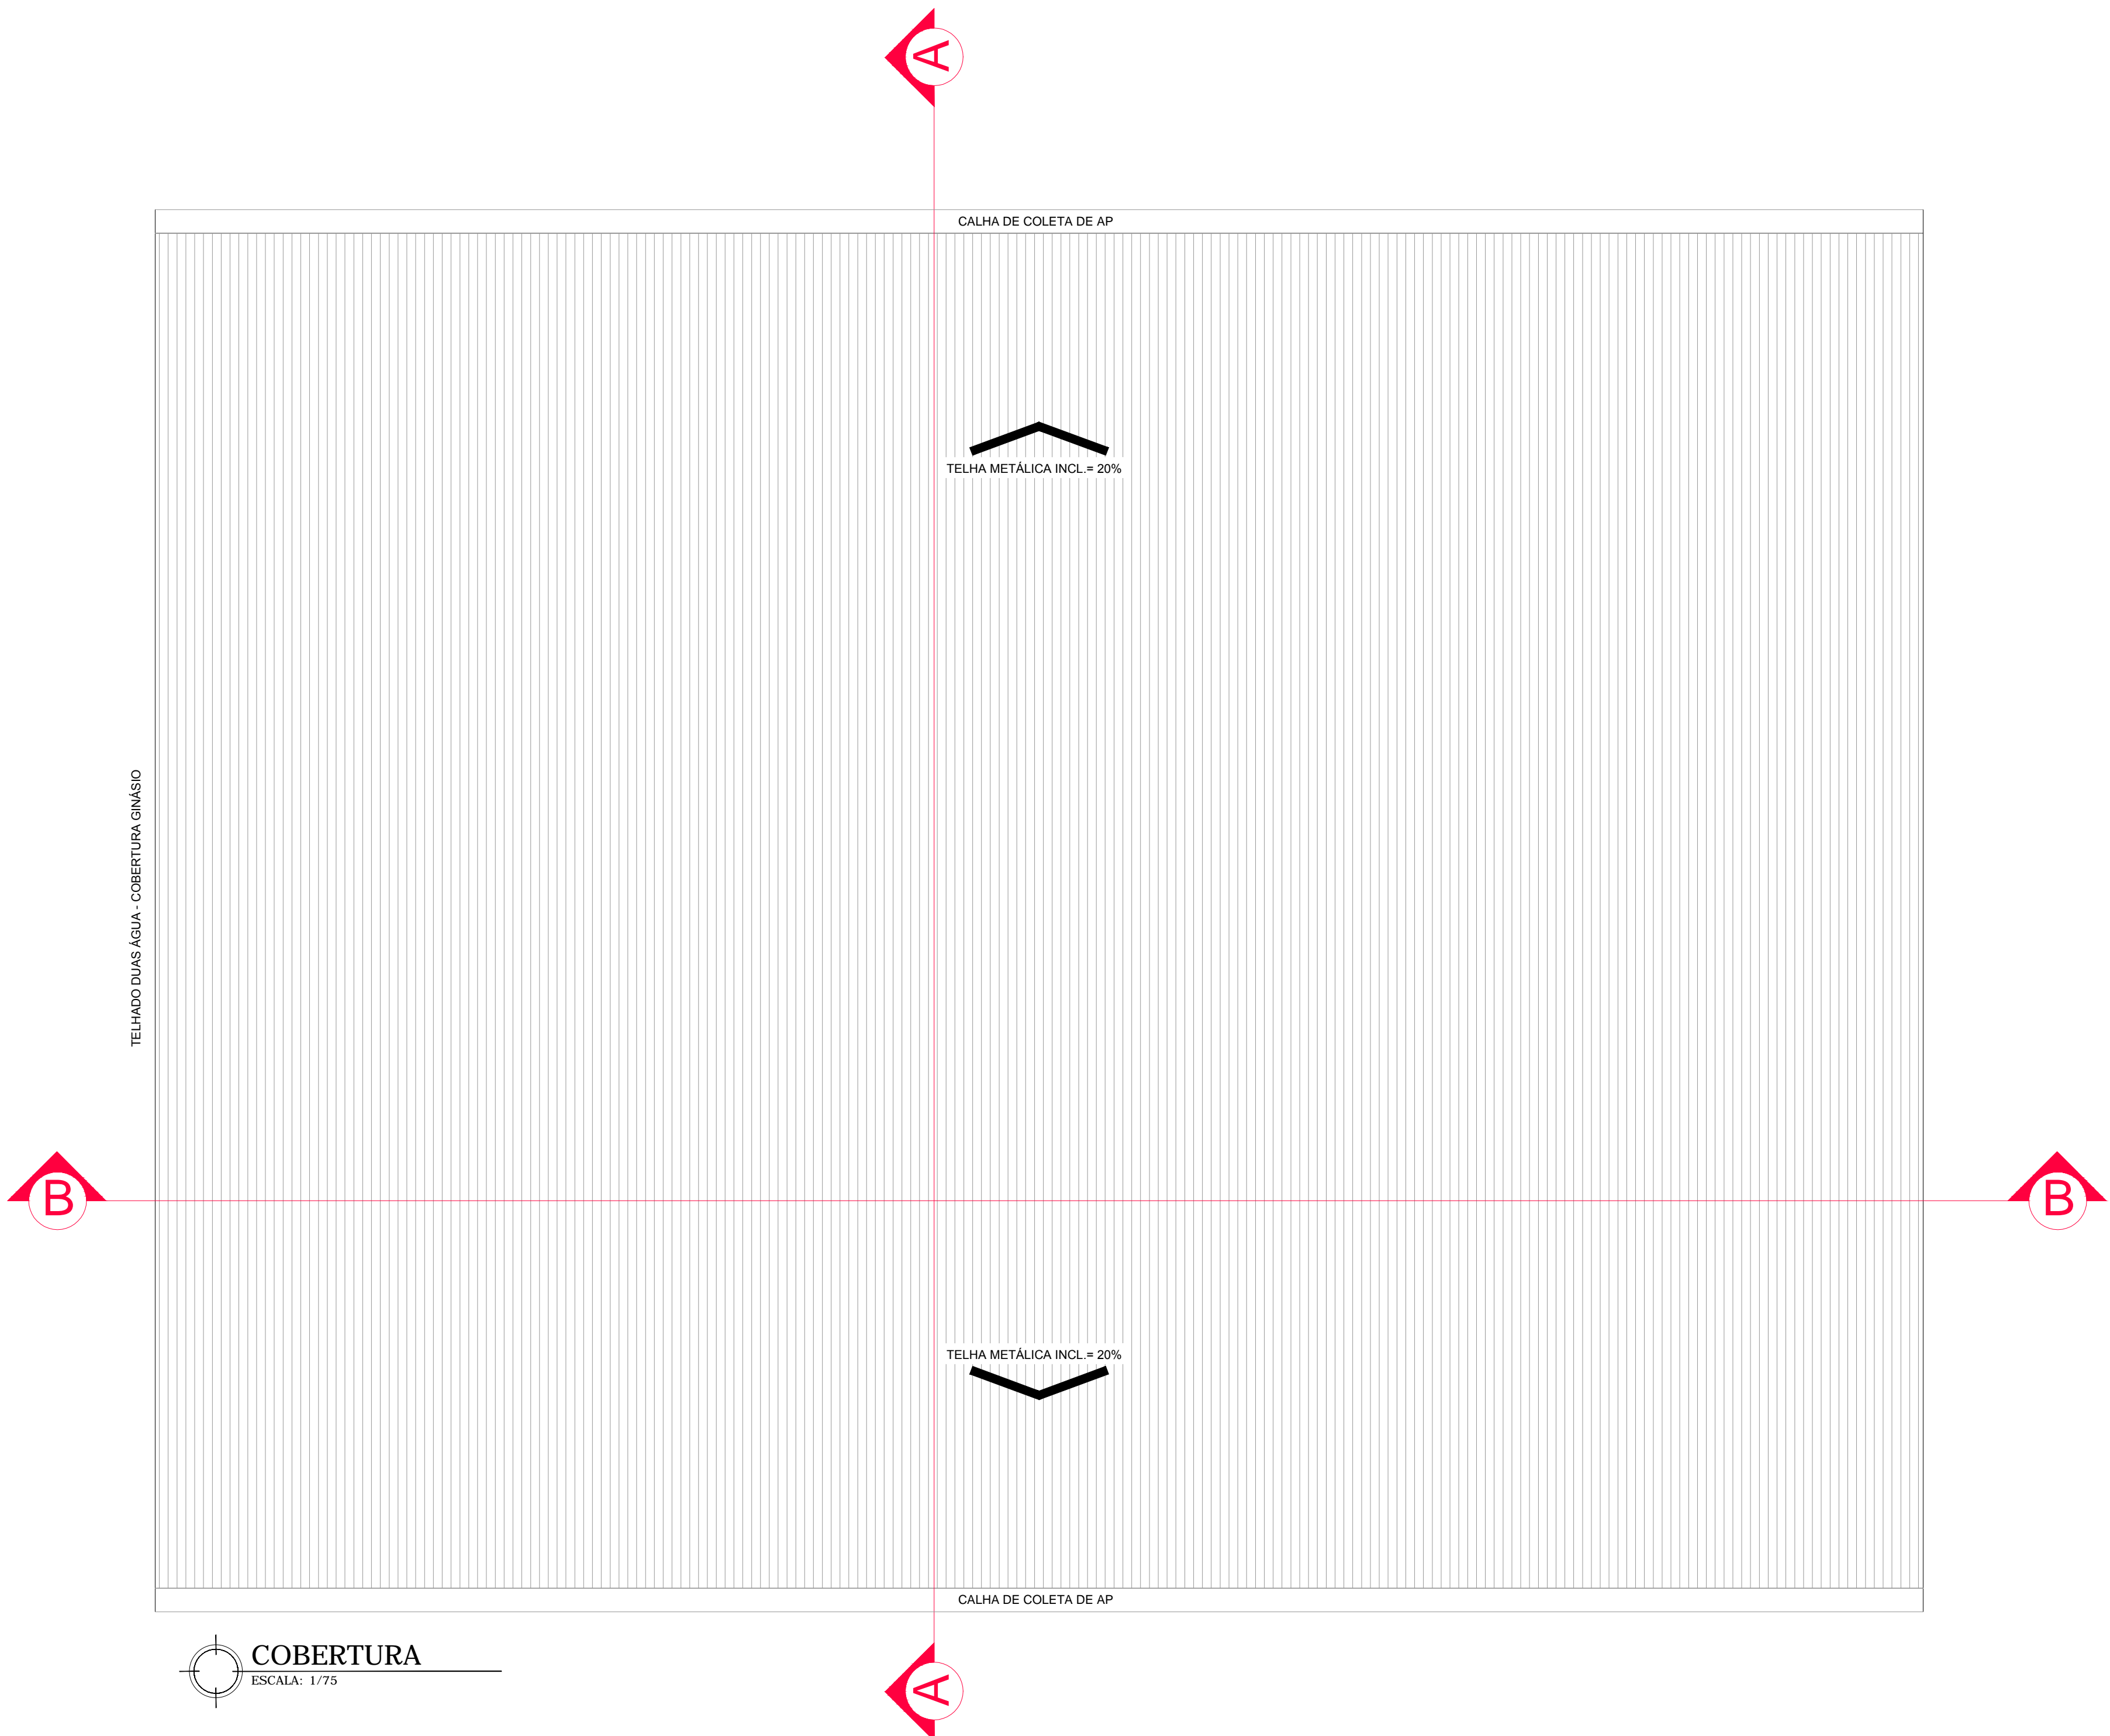 A
CALHA DE COLETA DE AP
TELHA METÁLICA INCL.= 20%
TELHADO DUAS ÁGUA - COBERTURA GINÁSIO
B
B
TELHA METÁLICA INCL.= 20%
CALHA DE COLETA DE AP
COBERTURA
ESCALA: 1/75
A